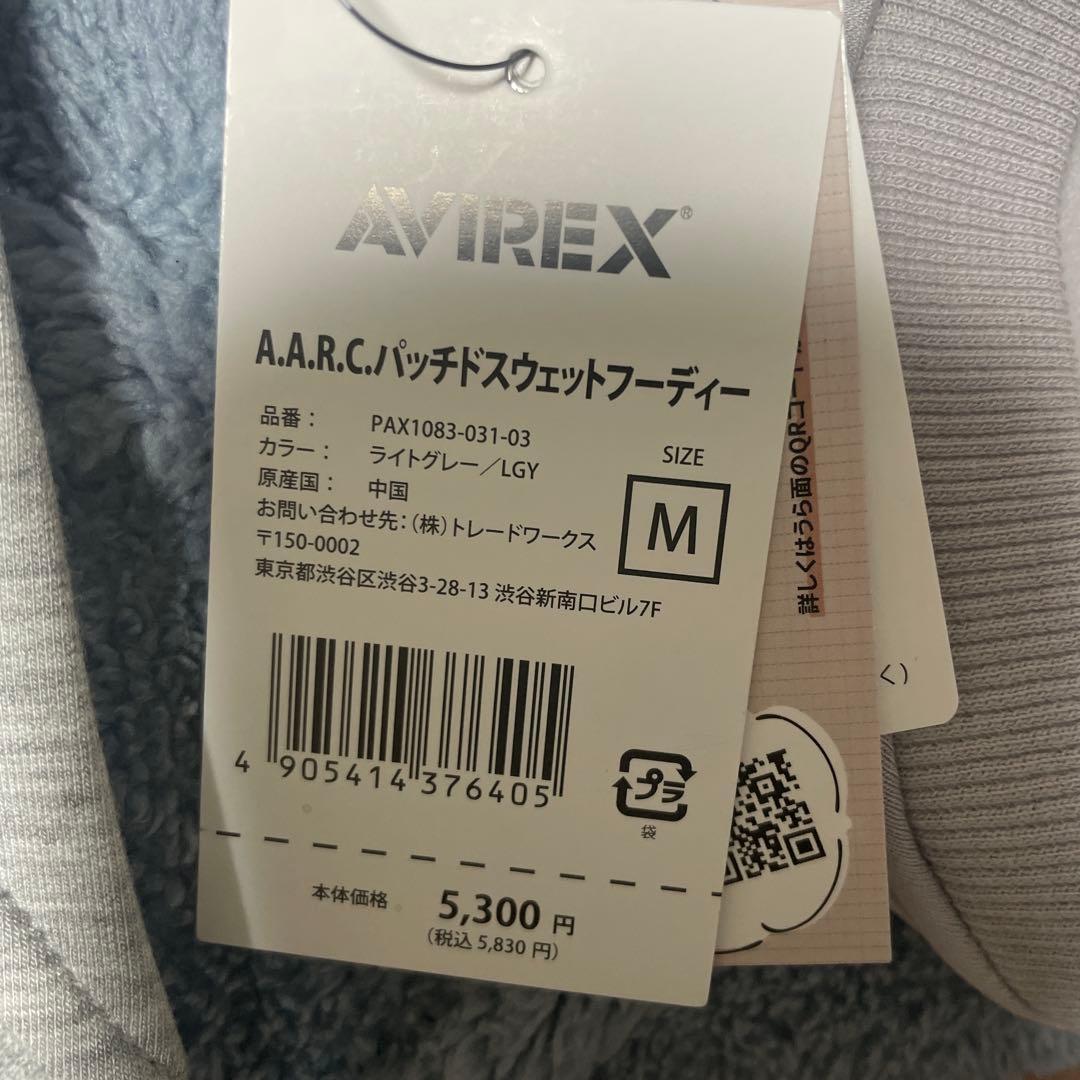 AVIREX®
A.A.R.C.パッチドスウェットフーディー
品番： PAX1083-031-03
カラー： ライトグレー／LGY
原産国： 中国
お問い合わせ先：（株）トレードワークス
〒150-0002
東京都渋谷区渋谷3-28-13 渋谷新南口ビル7F
SIZE
M
4 905414 376405
プラ
袋
本体価格 5,300 円
（税込 5,830 円）
詳しくはうら面のQRコー
く）